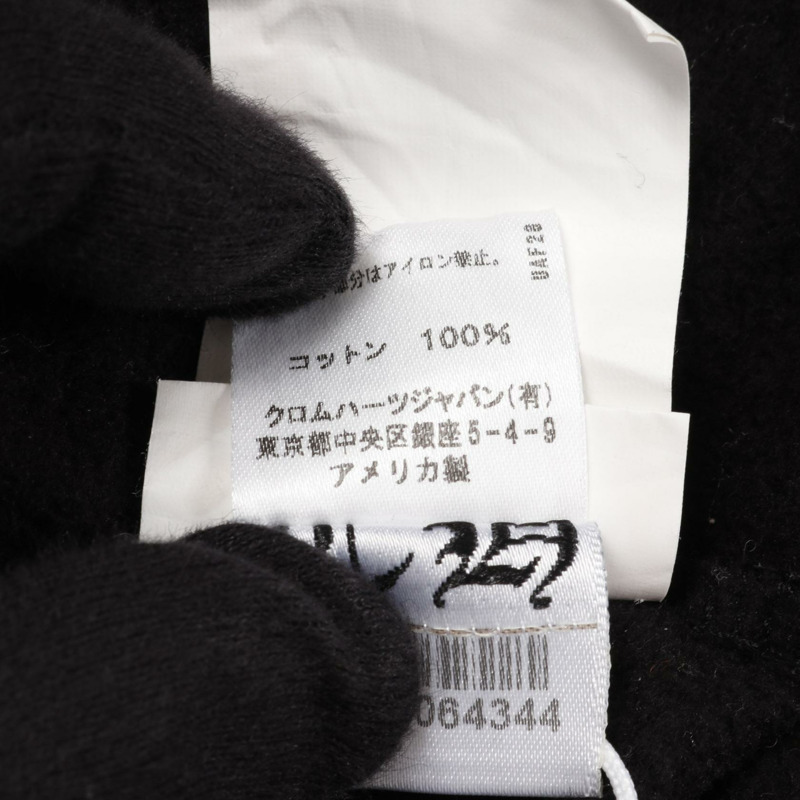 部分はアイロン禁止。
コットン 100%
クロムハーツジャパン(有)
東京都中央区銀座5-4-9
アメリカ製
064344